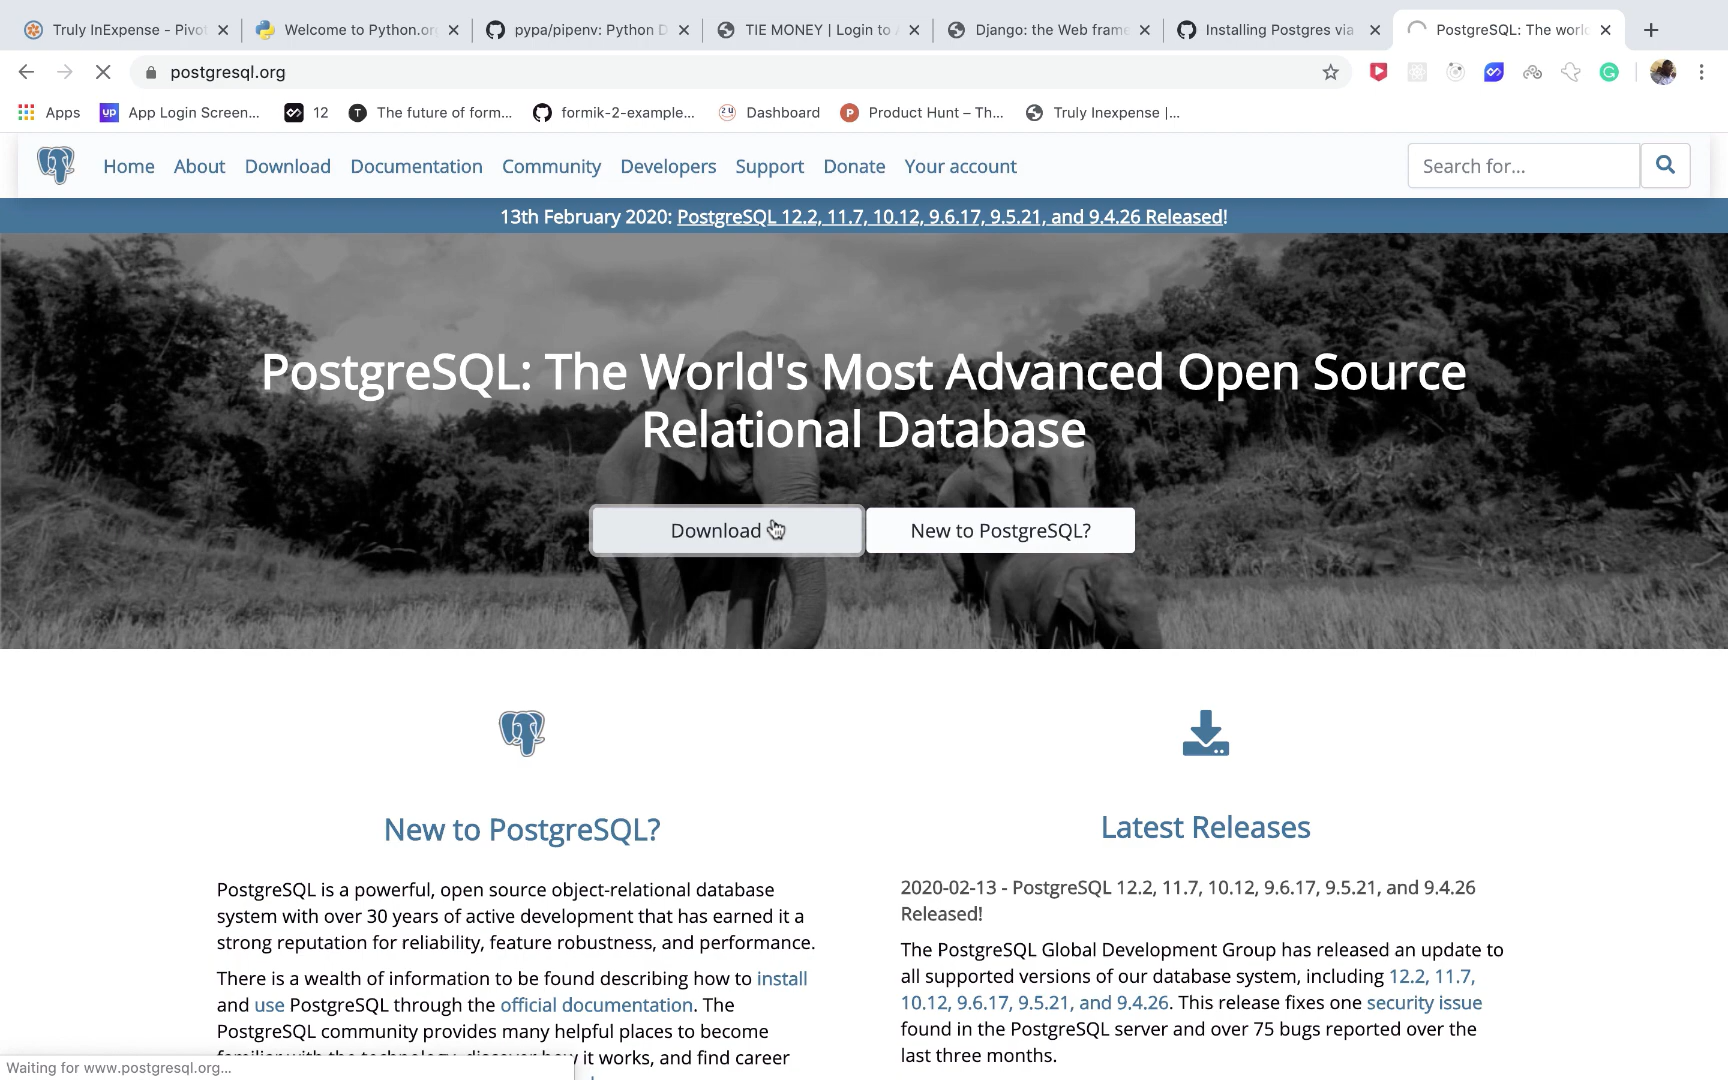 Truly InExpense - Pivot
Welcome to Python.org
pypa/pipenv: Python D
TIE MONEY | Login to A
Django: the Web frame
Installing Postgres via
PostgreSQL: The world
postgresql.org
Apps
up
App Login Screen...
12
T
The future of form...
formik-2-example...
2U
Dashboard
P
Product Hunt – Th...
Truly Inexpense |...
Home
About
Download
Documentation
Community
Developers
Support
Donate
Your account
Search for...
13th February 2020: PostgreSQL 12.2, 11.7, 10.12, 9.6.17, 9.5.21, and 9.4.26 Released!
PostgreSQL: The World's Most Advanced Open Source
Relational Database
Download
New to PostgreSQL?
New to PostgreSQL?
PostgreSQL is a powerful, open source object-relational database
system with over 30 years of active development that has earned it a
strong reputation for reliability, feature robustness, and performance.
There is a wealth of information to be found describing how to install
and use PostgreSQL through the official documentation. The
PostgreSQL community provides many helpful places to become
it works, and find career
Latest Releases
2020-02-13 - PostgreSQL 12.2, 11.7, 10.12, 9.6.17, 9.5.21, and 9.4.26
Released!
The PostgreSQL Global Development Group has released an update to
all supported versions of our database system, including 12.2, 11.7,
10.12, 9.6.17, 9.5.21, and 9.4.26. This release fixes one security issue
found in the PostgreSQL server and over 75 bugs reported over the
last three months.
Waiting for www.postgresql.org...